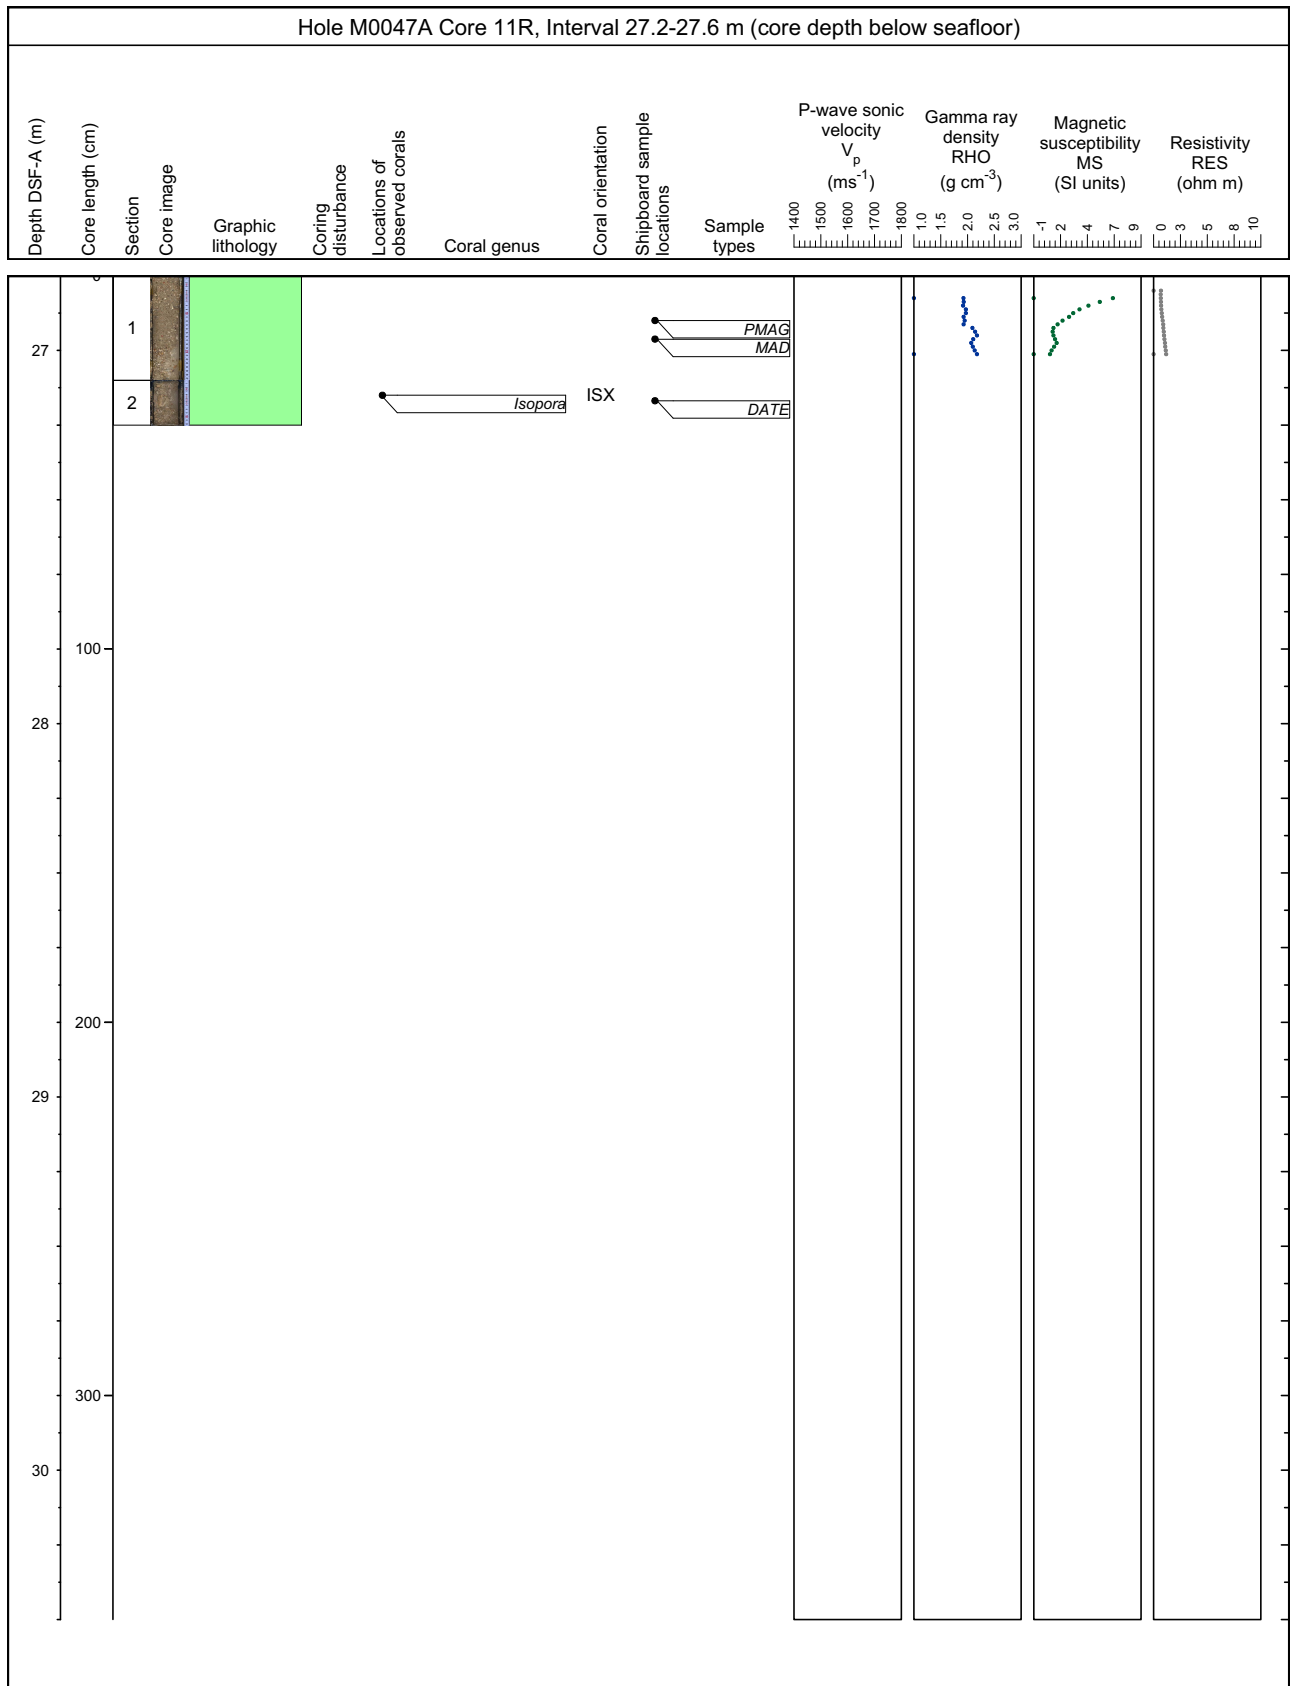 Hole M0047A Core 11R, Interval 27.2-27.6 m (core depth below seafloor)
Depth DSF-A (m)
Core length (cm)
Section
Core image
Graphic
lithology
Coring
disturbance
Locations of
observed corals
Coral genus
Coral orientation
Shipboard sample
locations
Sample
types
P-wave sonic
velocity
Vp
(ms-1)
1400 1500 1600 1700 1800
Gamma ray
density
RHO
(g cm-3)
1.0 1.5 2.0 2.5 3.0
Magnetic
susceptibility
MS
(SI units)
-1 2 4 7 9
Resistivity
RES
(ohm m)
0 3 5 8 10
0
1
PMAG
MAD
27
2
Isopora
ISX
DATE
100
28
200
29
300
30